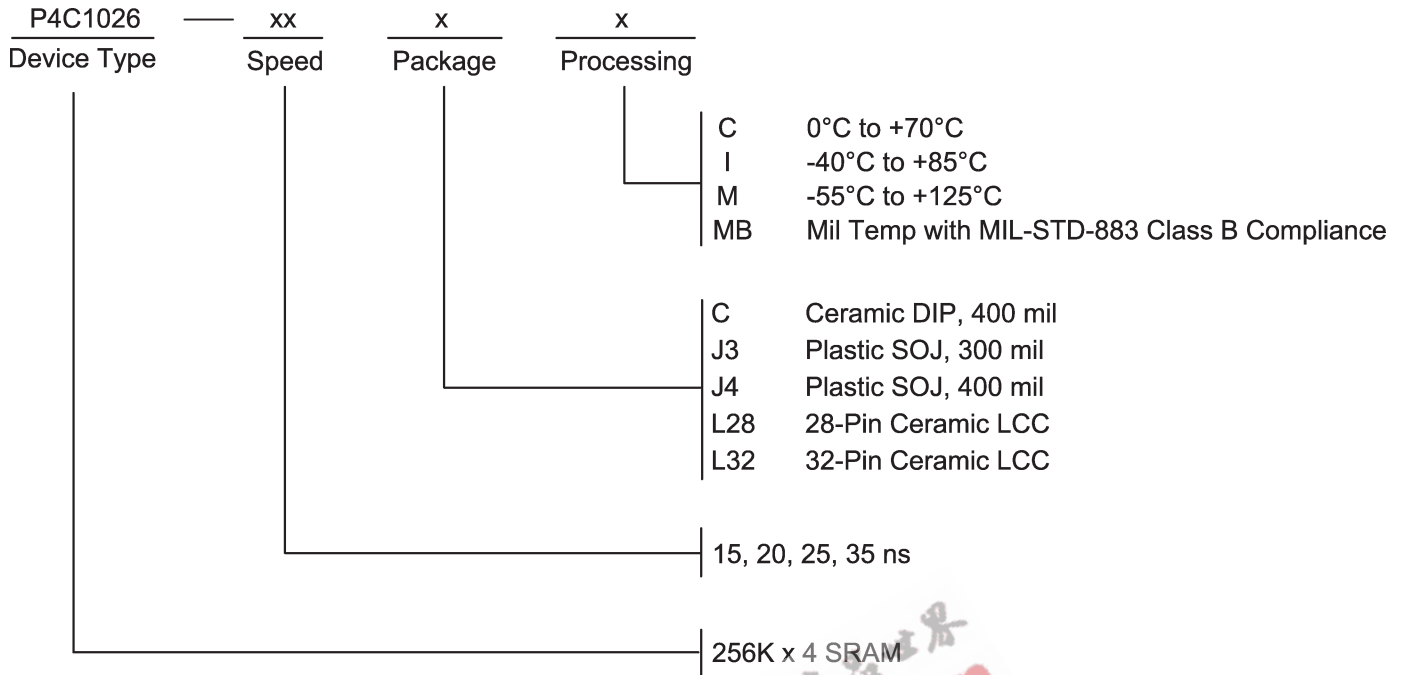 P4C1026 — xx x x
Device Type Speed Package Processing
C 0°C to +70°C
I -40°C to +85°C
M -55°C to +125°C
MB Mil Temp with MIL-STD-883 Class B Compliance
C Ceramic DIP, 400 mil
J3 Plastic SOJ, 300 mil
J4 Plastic SOJ, 400 mil
L28 28-Pin Ceramic LCC
L32 32-Pin Ceramic LCC
15, 20, 25, 35 ns
256K x 4 SRAM